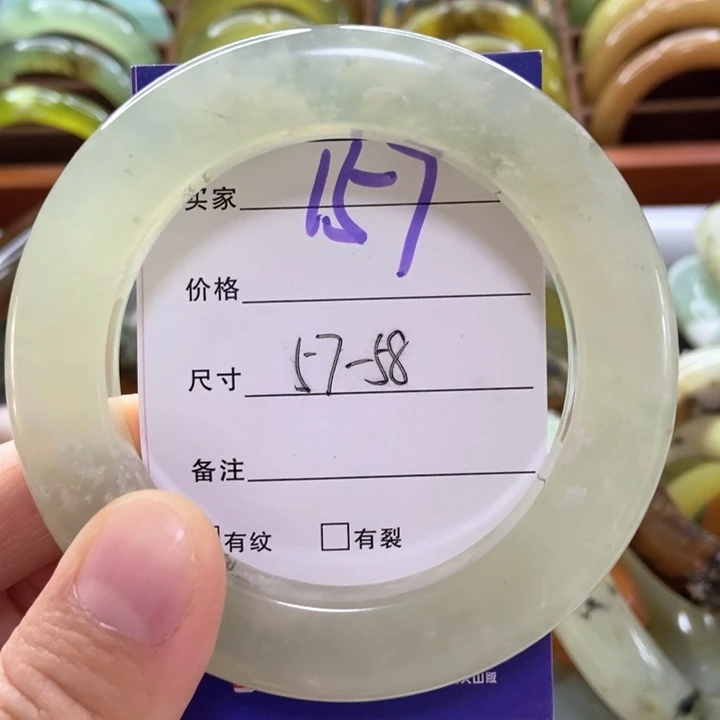 买家 157
价格
尺寸 57-58
备注
有纹 有裂